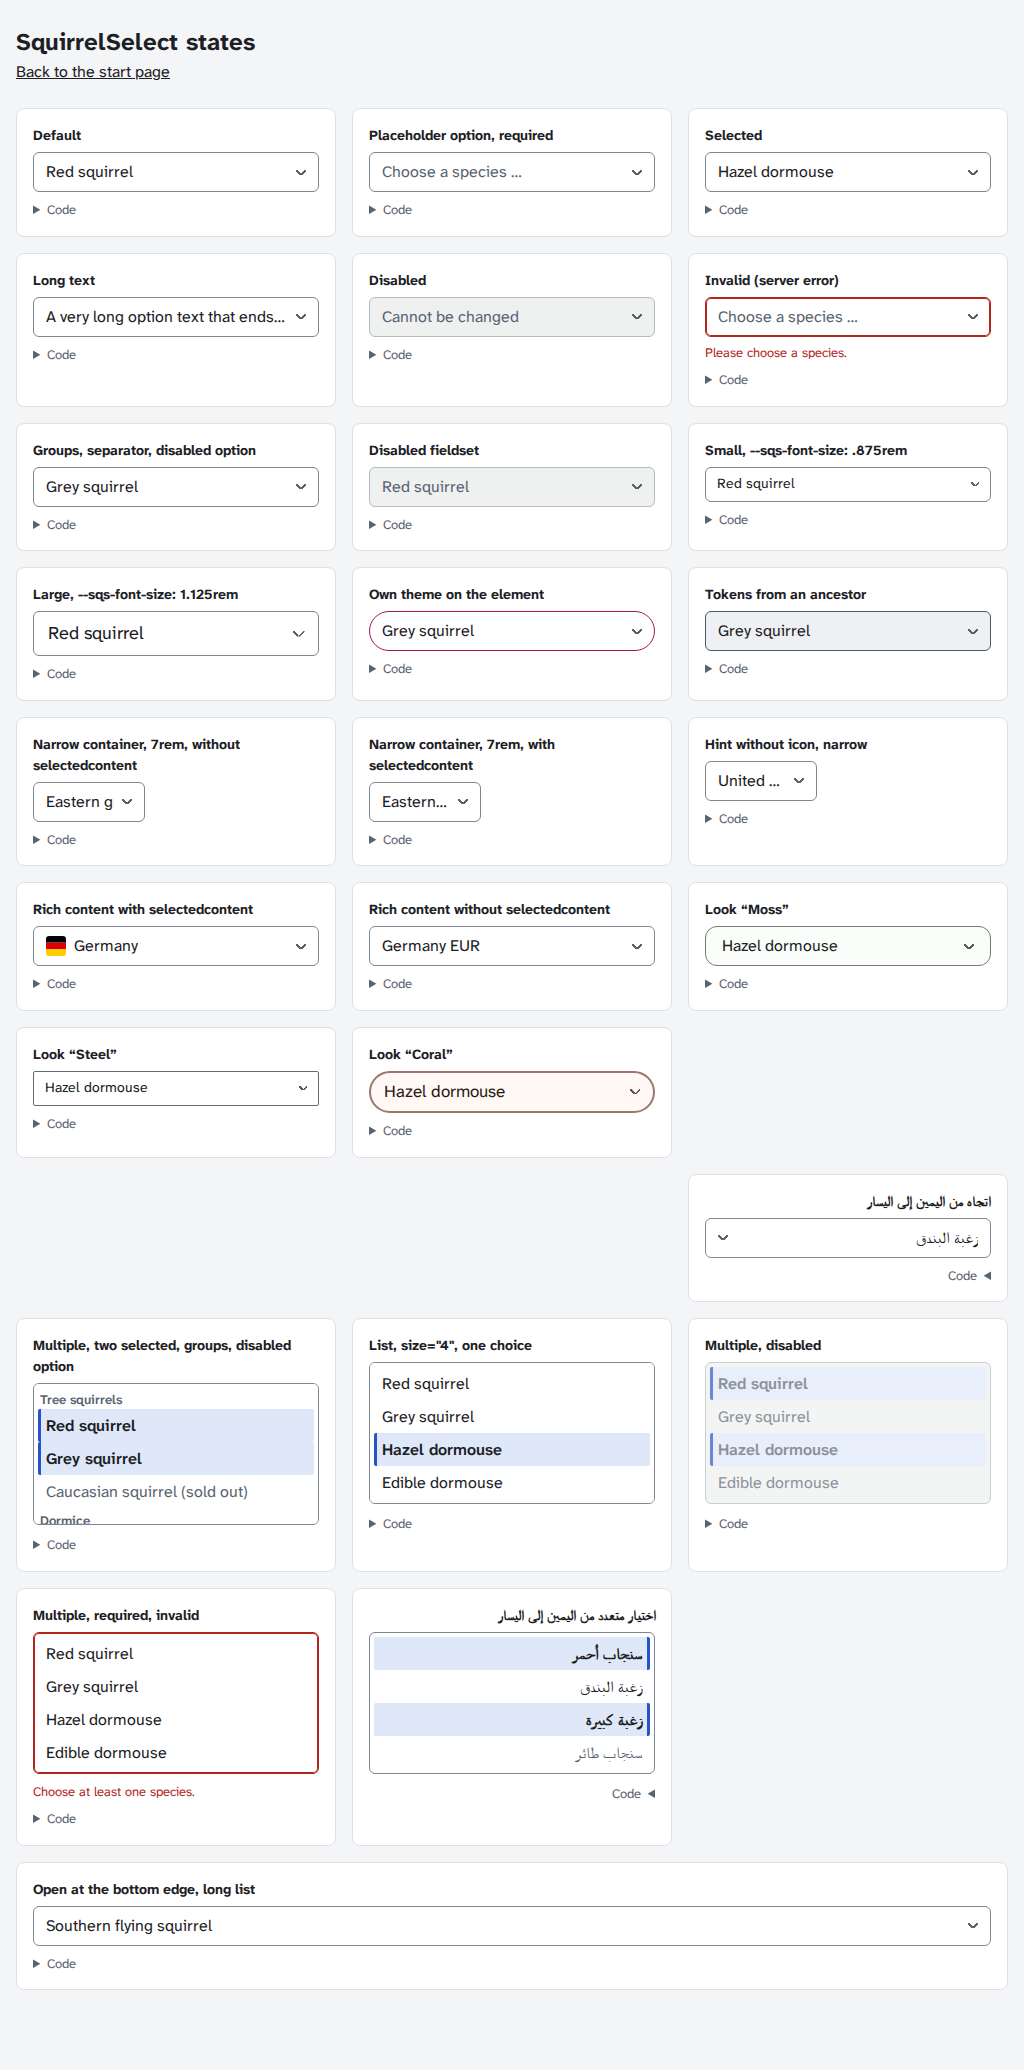 SquirrelSelect states
Back to the start page
Default
Red squirrel
Code
Placeholder option, required
Choose a species ...
Code
Selected
Hazel dormouse
Code
Long text
A very long option text that ends...
Code
Disabled
Cannot be changed
Code
Invalid (server error)
Choose a species ...
Please choose a species.
Code
Groups, separator, disabled option
Grey squirrel
Code
Disabled fieldset
Red squirrel
Code
Small, --sqs-font-size: .875rem
Red squirrel
Code
Large, --sqs-font-size: 1.125rem
Red squirrel
Code
Own theme on the element
Grey squirrel
Code
Tokens from an ancestor
Grey squirrel
Code
Narrow container, 7rem, without
selectedcontent
Eastern g
Code
Narrow container, 7rem, with
selectedcontent
Eastern...
Code
Hint without icon, narrow
United ...
Code
Rich content with selectedcontent
Germany
Code
Rich content without selectedcontent
Germany EUR
Code
Look “Moss”
Hazel dormouse
Code
Look “Steel”
Hazel dormouse
Code
Look “Coral”
Hazel dormouse
Code
اتجاه من اليمين إلى اليسار
زغبة البندق
Code
Multiple, two selected, groups, disabled
option
Tree squirrels
Red squirrel
Grey squirrel
Caucasian squirrel (sold out)
Dormice
Code
List, size="4", one choice
Red squirrel
Grey squirrel
Hazel dormouse
Edible dormouse
Code
Multiple, disabled
Red squirrel
Grey squirrel
Hazel dormouse
Edible dormouse
Code
Multiple, required, invalid
Red squirrel
Grey squirrel
Hazel dormouse
Edible dormouse
Choose at least one species.
Code
اختيار متعدد من اليمين إلى اليسار
سنجاب أحمر
زغبة البندق
زغبة كبيرة
سنجاب طائر
Code
Open at the bottom edge, long list
Southern flying squirrel
Code